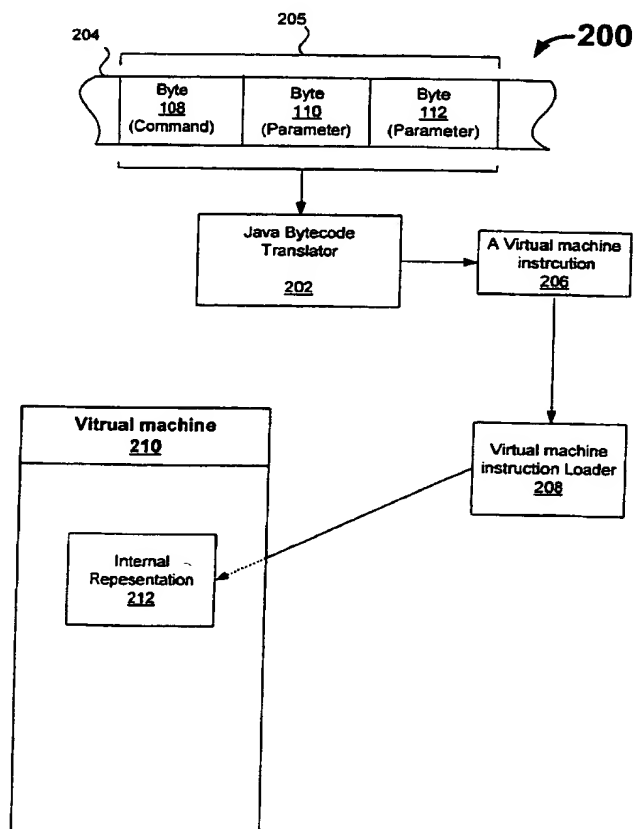 200
204
205
Byte
108
(Command)
Byte
110
(Parameter)
Byte
112
(Parameter)
Java Bytecode
Translator
202
A Virtual machine
instrcution
206
Vitrual machine
210
Virtual machine
instruction Loader
208
Internal
Repesentation
212